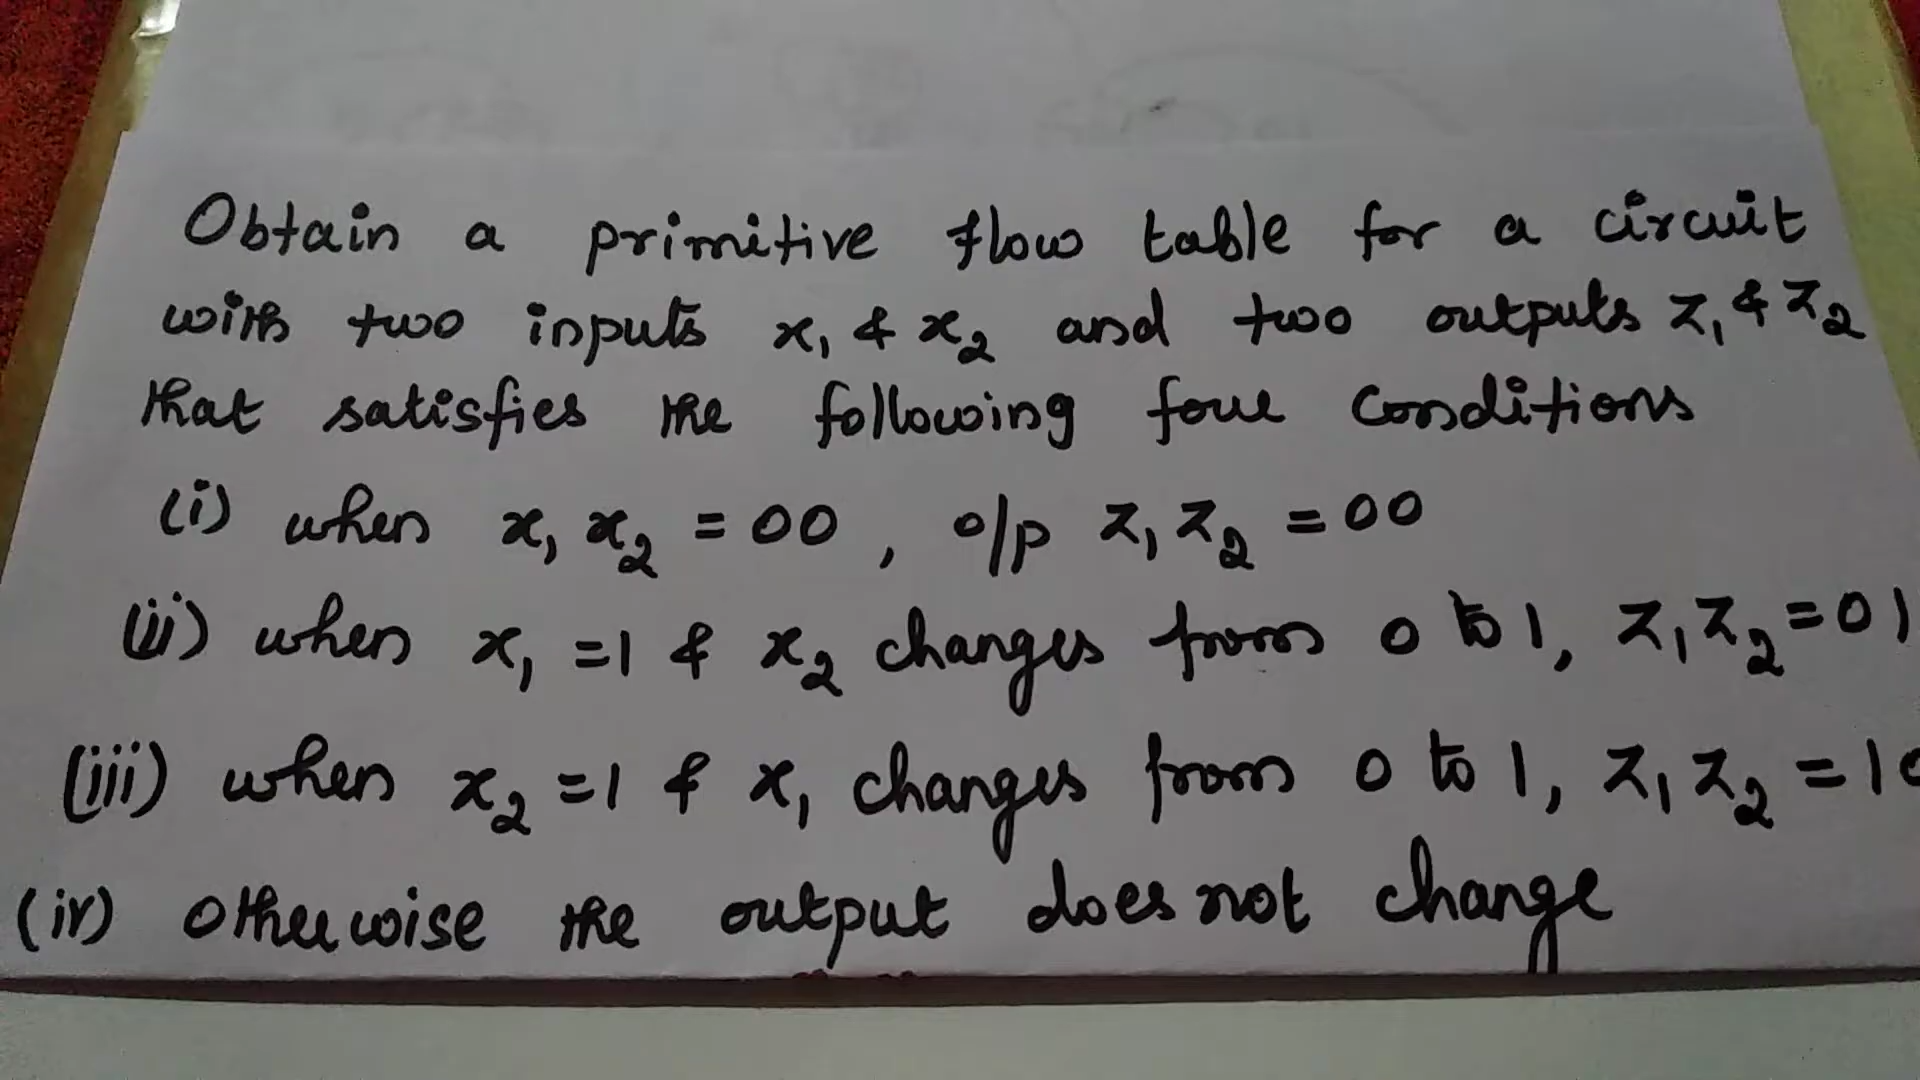 Obtain a primitive flow table for a circuit
with two inputs x₁ & x₂ and two outputs z₁ & z₂
that satisfies the following four conditions
(i) when x₁ x₂ = 00 , o/p z₁ z₂ = 00
(ii) when x₁ = 1 & x₂ changes from 0 to 1, z₁ z₂ = 01
(iii) when x₂ = 1 & x₁ changes from 0 to 1, z₁ z₂ = 10
(iv) otherwise the output does not change